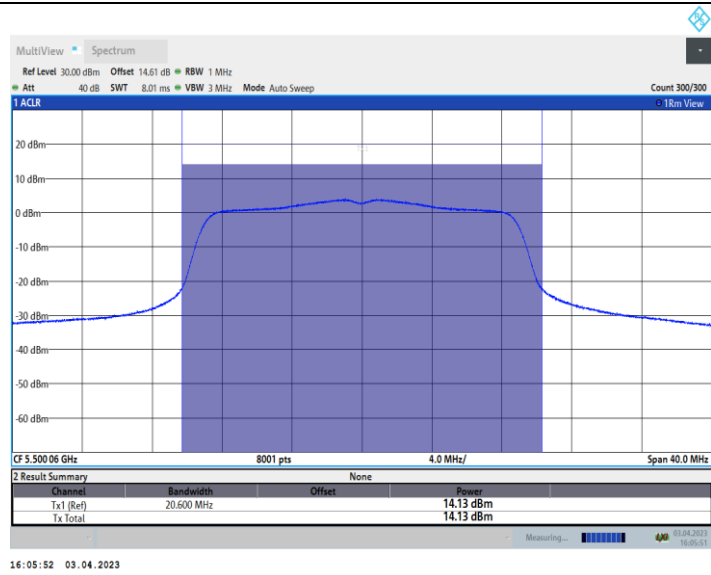 MultiView Spectrum
Ref Level 30.00 dBm Offset 14.61 dB RBW 1 MHz
Att 40 dB SWT 8.01 ms VBW 3 MHz Mode Auto Sweep Count 300/300
1 ACLR 1Rm View
20 dBm
10 dBm
0 dBm
-10 dBm
-20 dBm
-30 dBm
-40 dBm
-50 dBm
-60 dBm
CF 5.50006 GHz 8001 pts 4.0 MHz/ Span 40.0 MHz
2 Result Summary None
Channel Bandwidth Offset Power
Tx1 (Ref) 20.600 MHz 14.13 dBm
Tx Total 14.13 dBm
Measuring... 03.04.2023
16:05:51
16:05:52 03.04.2023